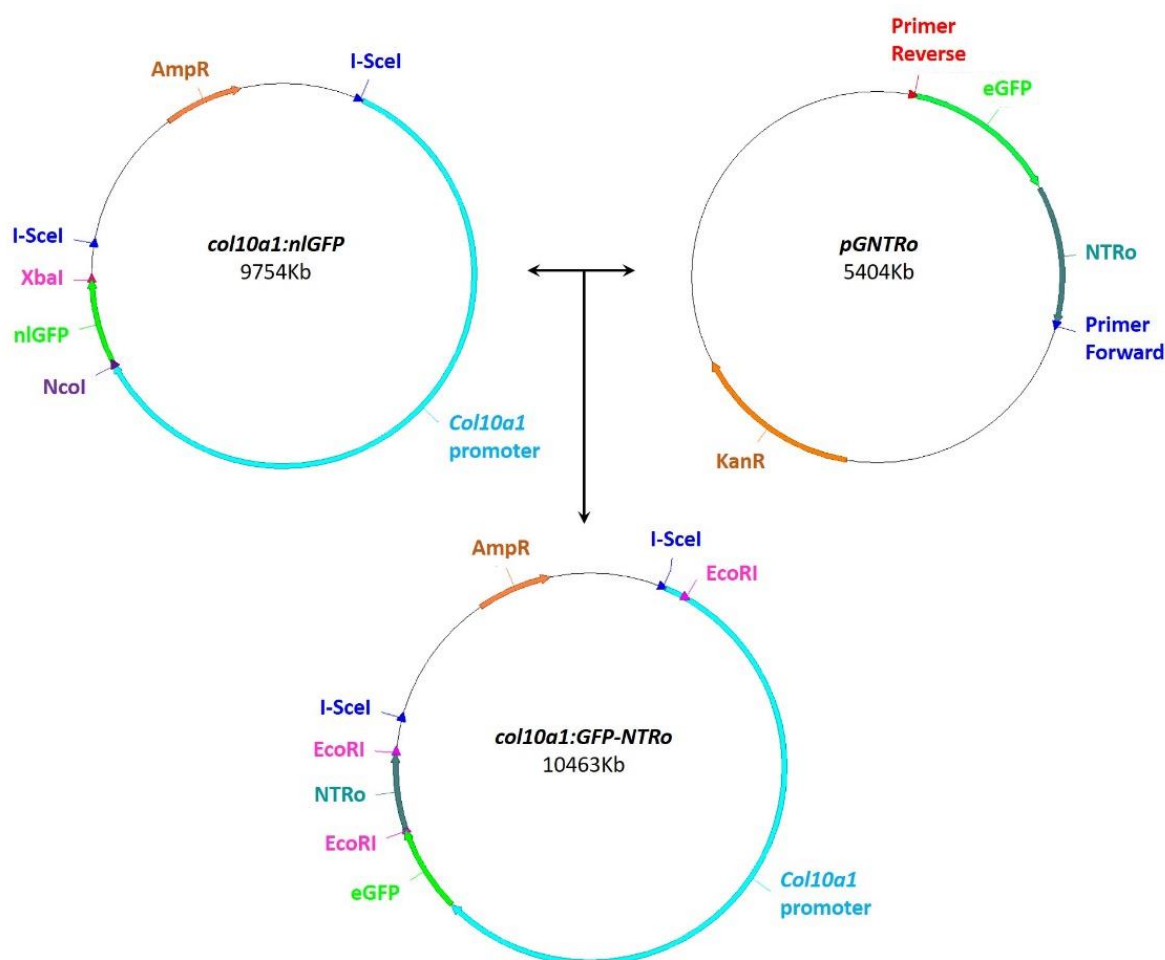 AmpR
I-SceI
I-SceI
XbaI
nlGFP
NcoI
col10a1:nlGFP
9754Kb
Col10a1
promoter
Primer
Reverse
eGFP
pGNTRo
5404Kb
NTRo
Primer
Forward
KanR
AmpR
I-SceI
EcoRI
I-SceI
EcoRI
NTRo
EcoRI
eGFP
col10a1:GFP-NTRo
10463Kb
Col10a1
promoter